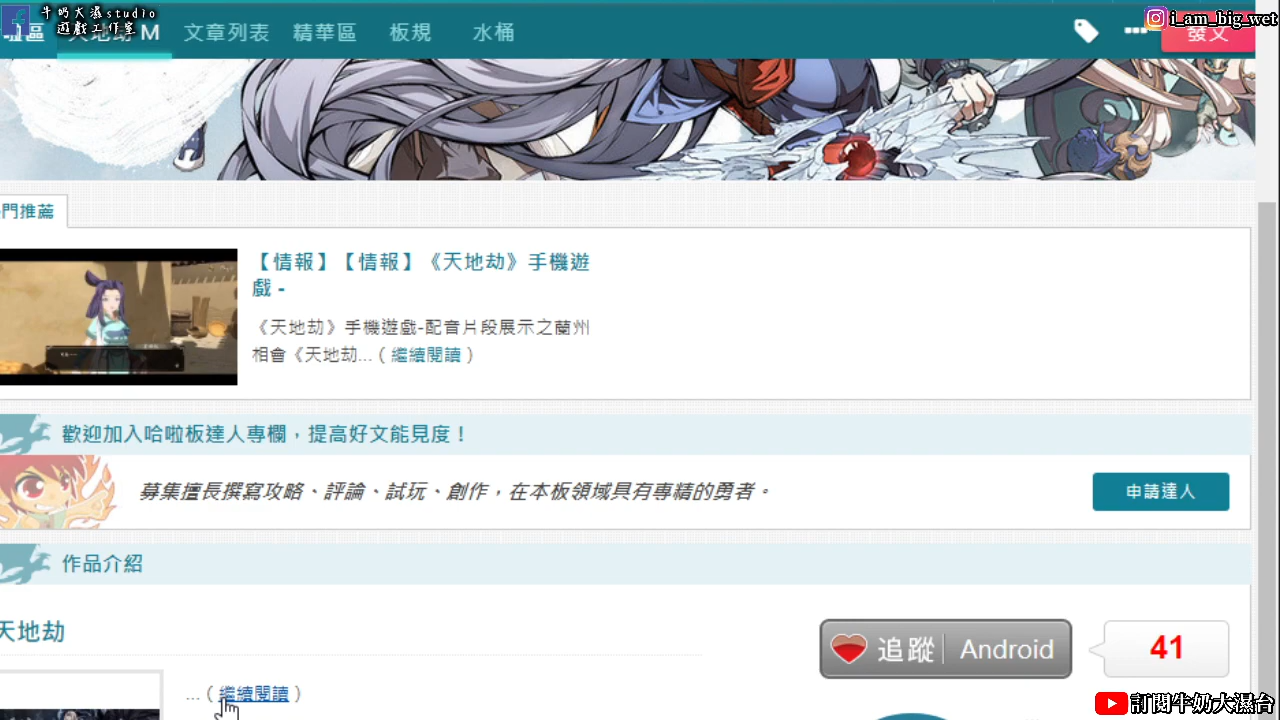 牛奶大濕studio
遊戲工作室
i_am_big_wet
M 文章列表 精華區 板規 水桶
發文
門推薦
【情報】【情報】《天地劫》手機遊
戲 -
《天地劫》手機遊戲-配音片段展示之蘭州
相會《天地劫... ( 繼續閱讀 )
歡迎加入哈啦板達人專欄，提高好文能見度！
募集擅長撰寫攻略、評論、試玩、創作，在本板領域具有專精的勇者。
申請達人
作品介紹
天地劫
追蹤 Android 41
... ( 繼續閱讀 )
訂閱牛奶大濕台